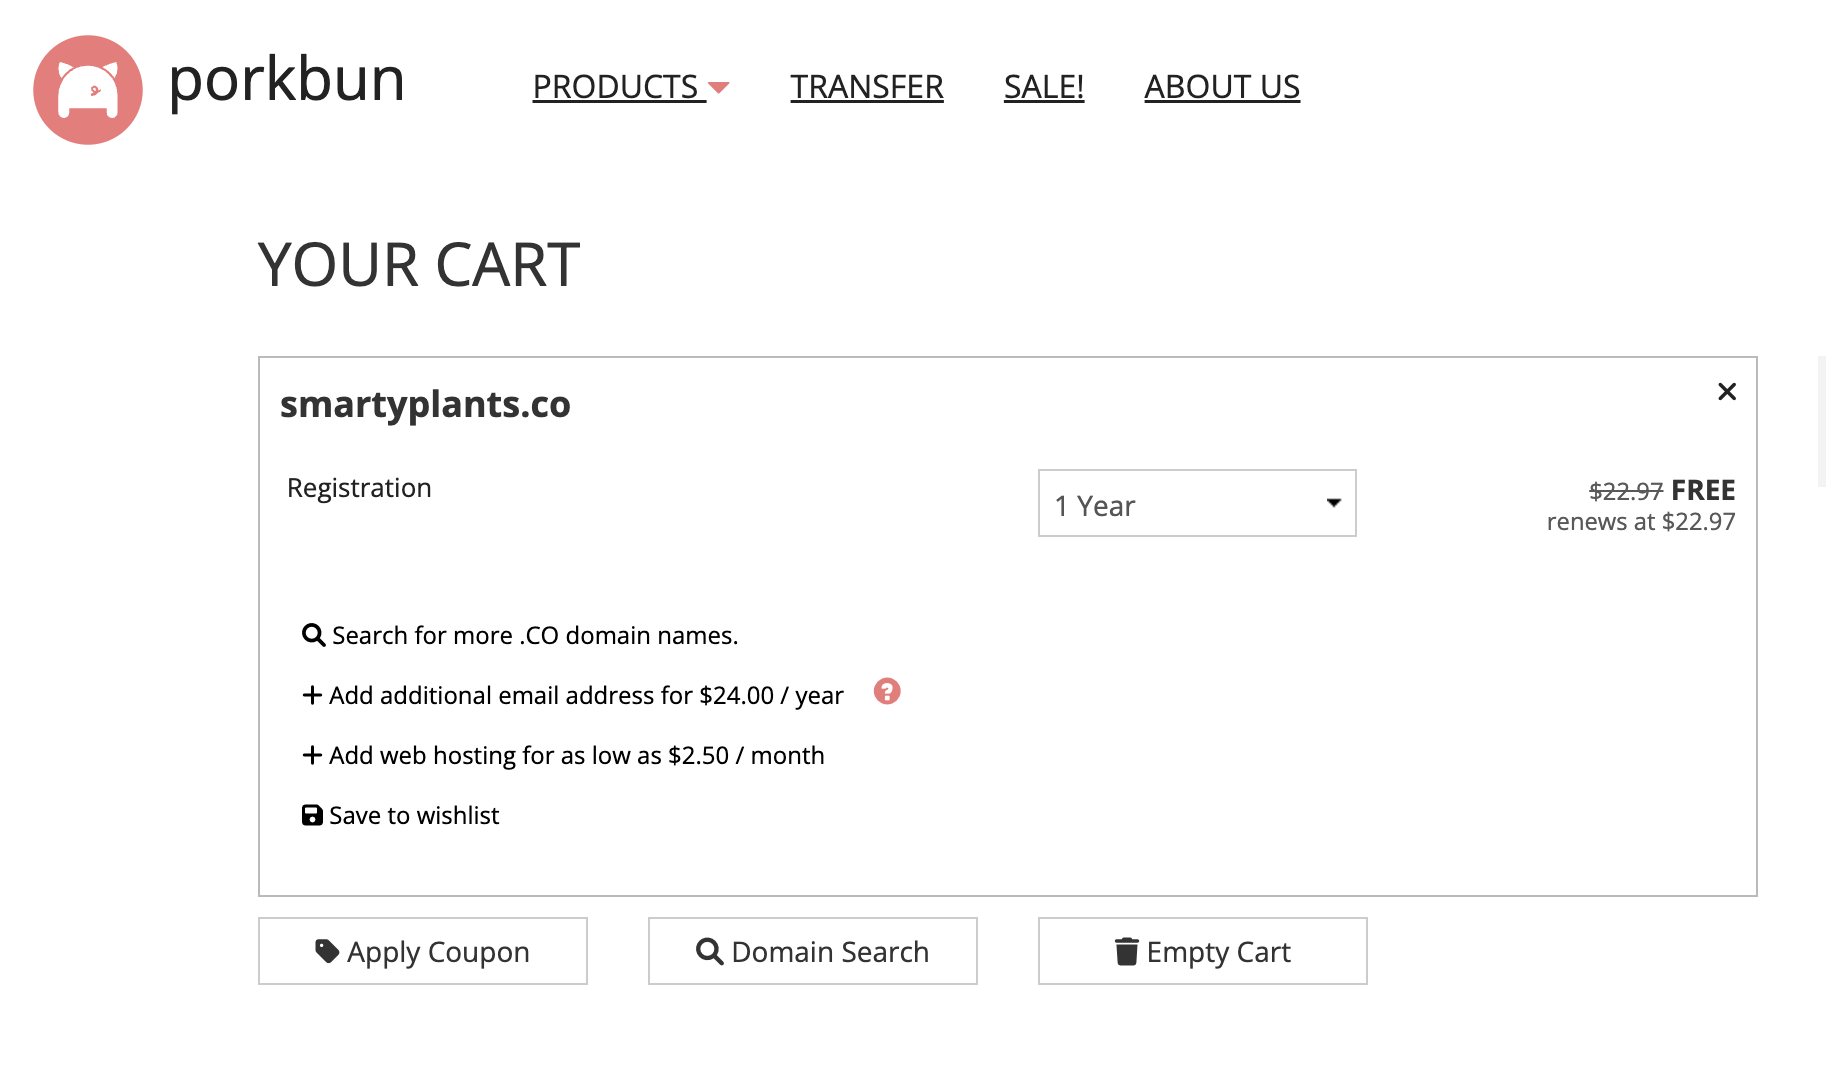 porkbun
PRODUCTS TRANSFER SALE! ABOUT US
YOUR CART
smartyplants.co
Registration
1 Year
$22.97 FREE
renews at $22.97
Search for more .CO domain names.
Add additional email address for $24.00 / year ?
Add web hosting for as low as $2.50 / month
Save to wishlist
Apply Coupon
Domain Search
Empty Cart